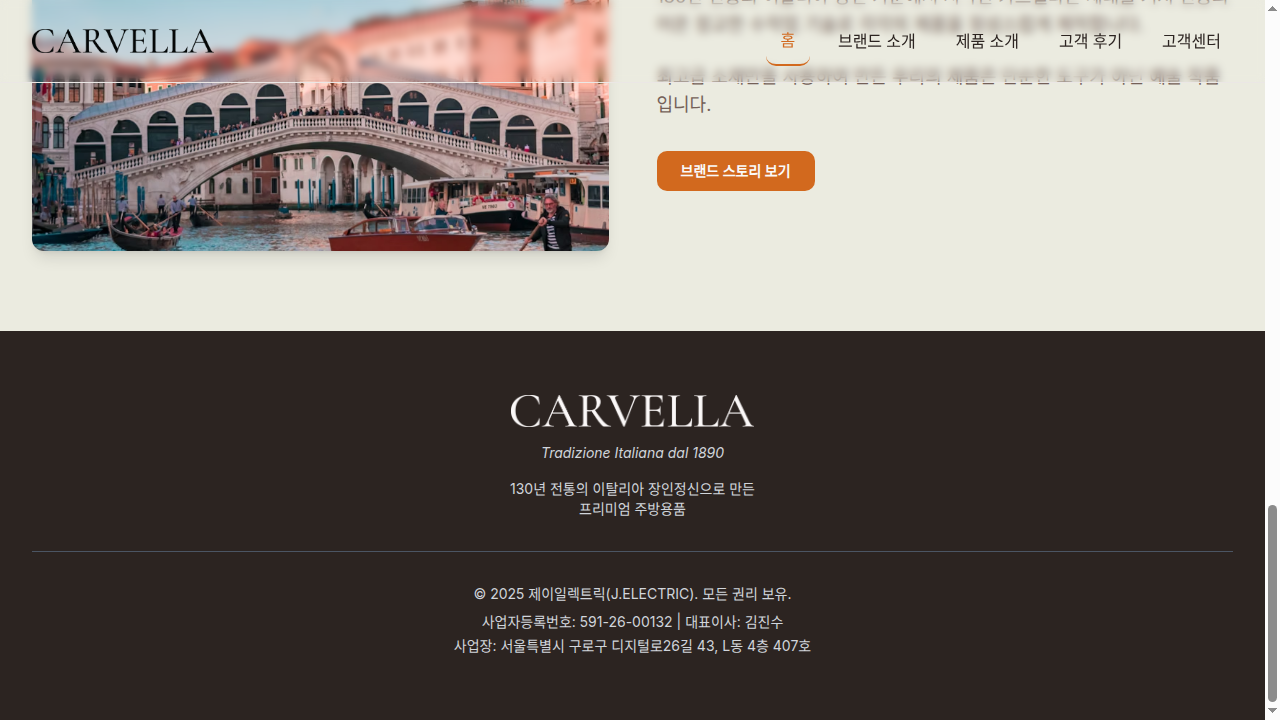 CARVELLA
홈
브랜드 소개
제품 소개
고객 후기
고객센터
입니다.
브랜드 스토리 보기
CARVELLA
Tradizione Italiana dal 1890
130년 전통의 이탈리아 장인정신으로 만든
프리미엄 주방용품
© 2025 제이일렉트릭(J.ELECTRIC). 모든 권리 보유.
사업자등록번호: 591-26-00132 | 대표이사: 김진수
사업장: 서울특별시 구로구 디지털로26길 43, L동 4층 407호